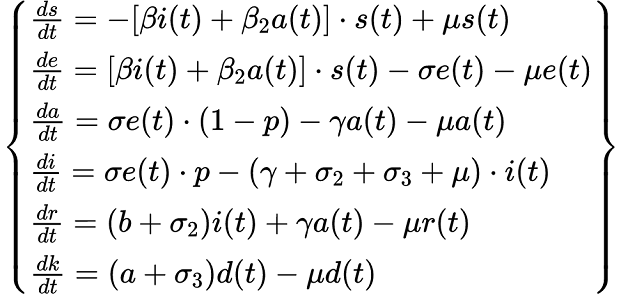 ds/dt = −[βi(t) + β₂a(t)] · s(t) + μs(t)
de/dt = [βi(t) + β₂a(t)] · s(t) − σe(t) − μe(t)
da/dt = σe(t) · (1 − p) − γa(t) − μa(t)
di/dt = σe(t) · p − (γ + σ₂ + σ₃ + μ) · i(t)
dr/dt = (b + σ₂)i(t) + γa(t) − μr(t)
dk/dt = (a + σ₃)d(t) − μd(t)